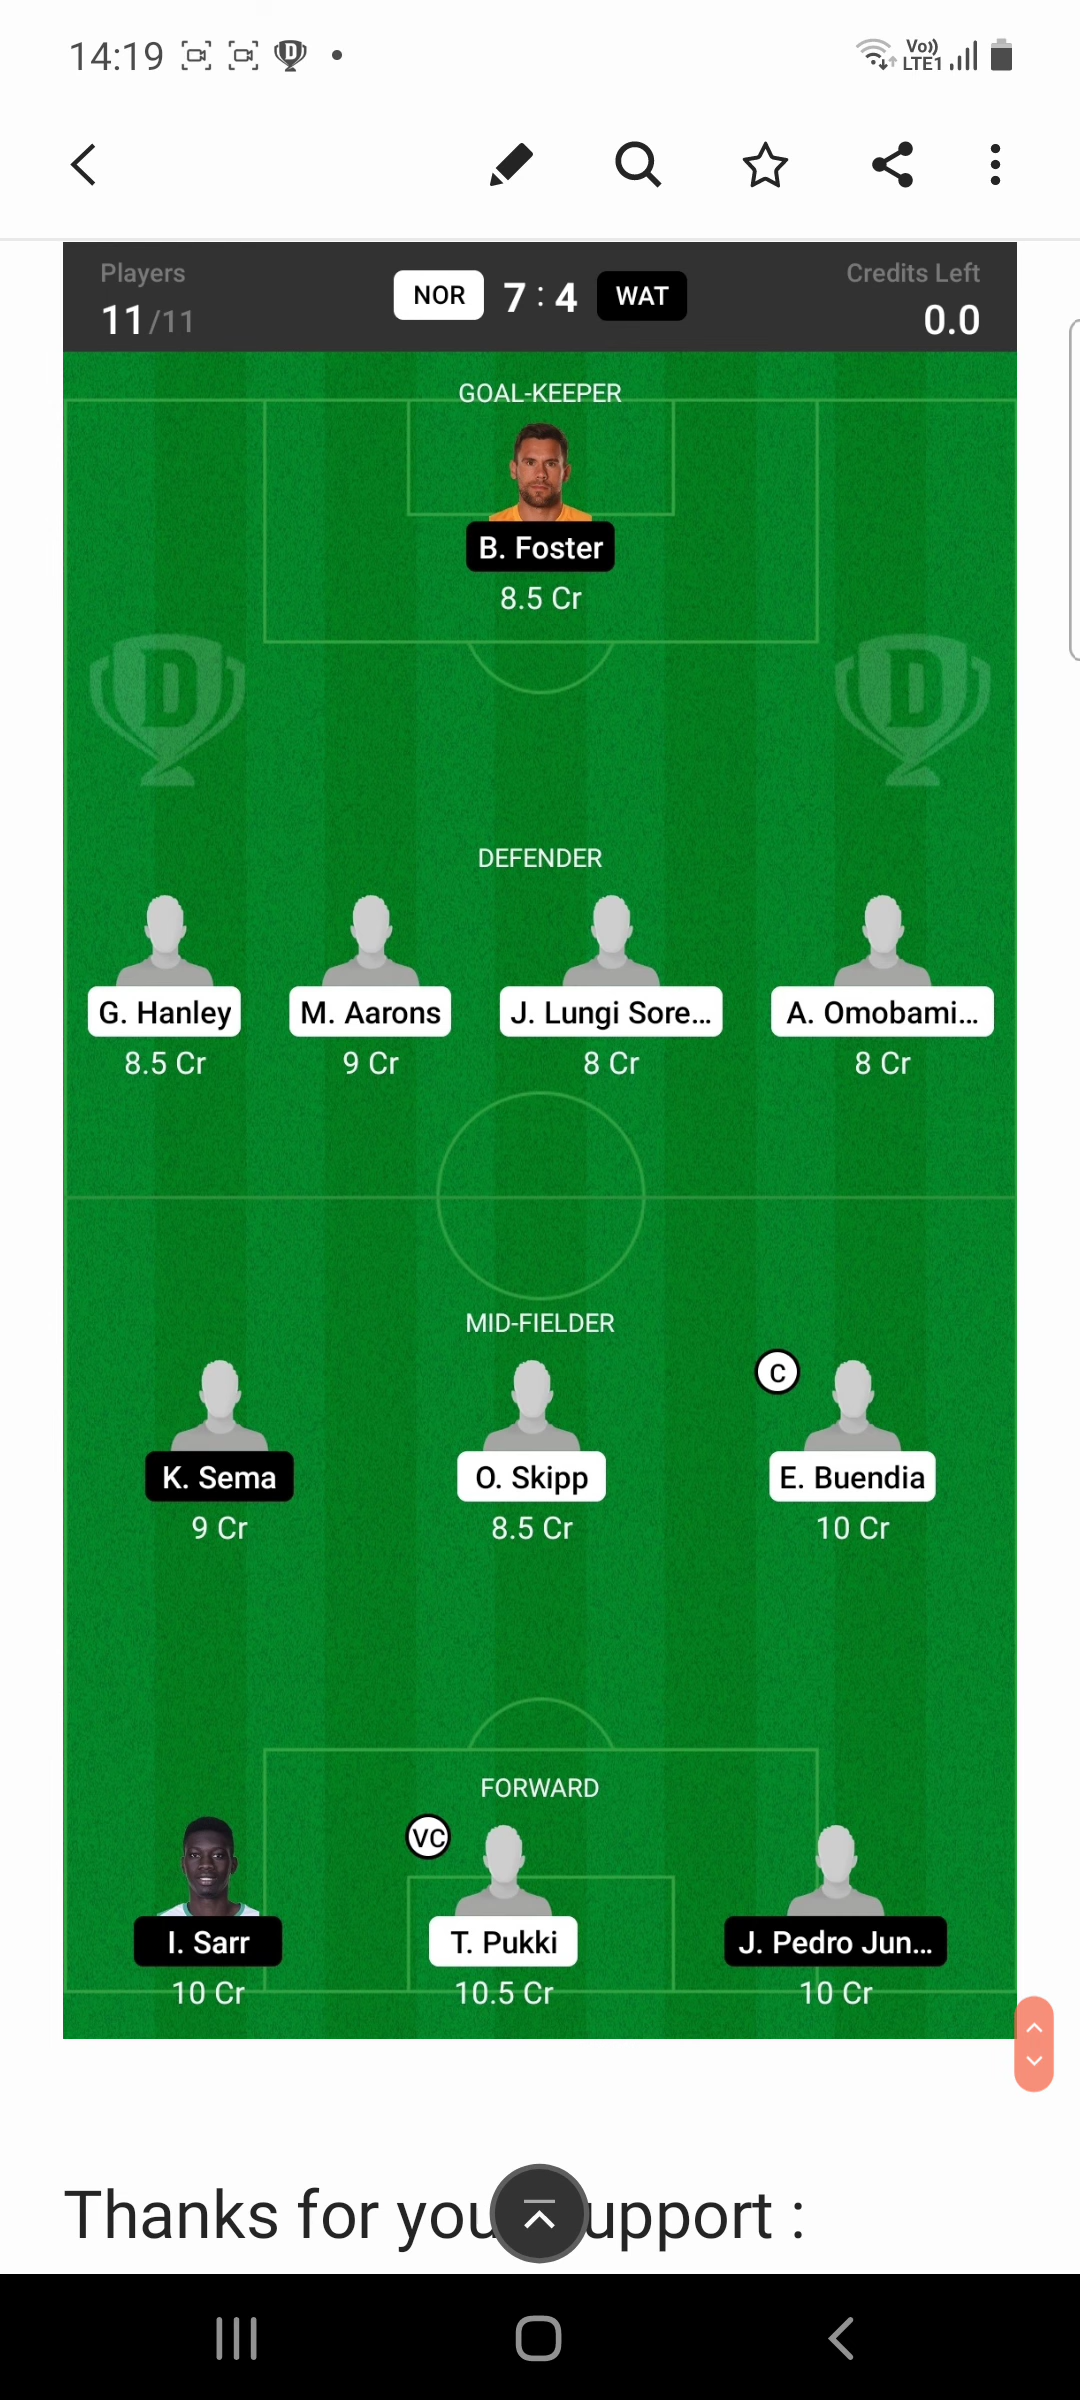 14:19
Vo))
LTE1
Players
Credits Left
11/11
NOR 7 : 4 WAT
0.0
GOAL-KEEPER
B. Foster
8.5 Cr
D D
DEFENDER
G. Hanley M. Aarons J. Lungi Sore... A. Omobami...
8.5 Cr 9 Cr 8 Cr 8 Cr
MID-FIELDER
C
K. Sema O. Skipp E. Buendia
9 Cr 8.5 Cr 10 Cr
FORWARD
VC
I. Sarr T. Pukki J. Pedro Jun...
10 Cr 10.5 Cr 10 Cr
Thanks for you upport :